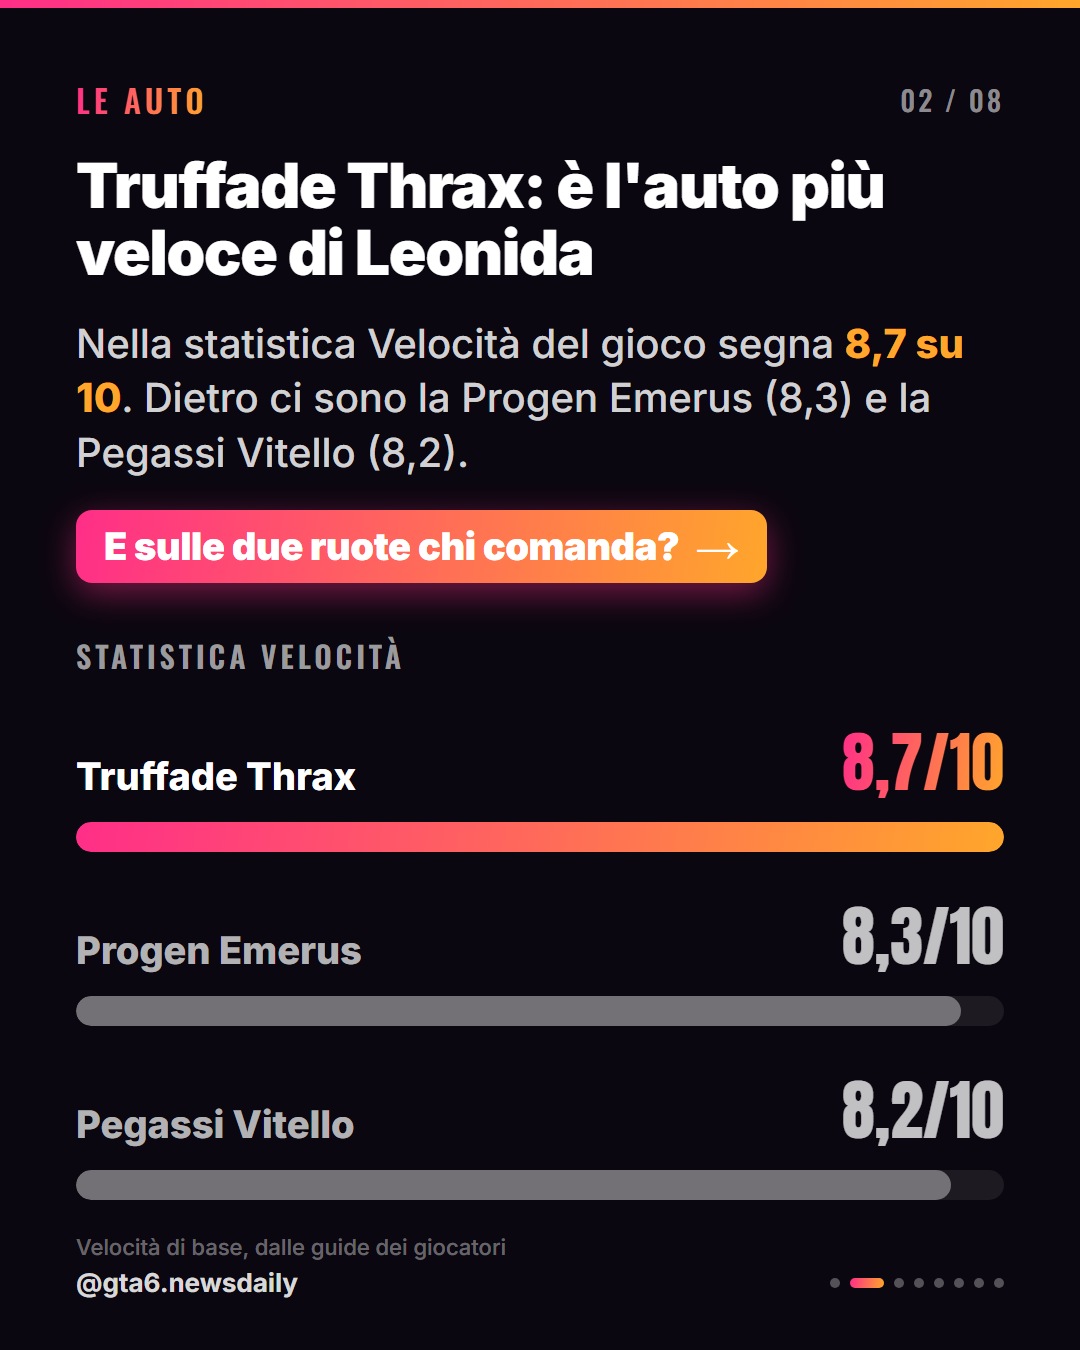 LE AUTO
02 / 08
Truffade Thrax: è l'auto più
veloce di Leonida
Nella statistica Velocità del gioco segna 8,7 su
10. Dietro ci sono la Progen Emerus (8,3) e la
Pegassi Vitello (8,2).
E sulle due ruote chi comanda? →
STATISTICA VELOCITÀ
Truffade Thrax
8,7/10
Progen Emerus
8,3/10
Pegassi Vitello
8,2/10
Velocità di base, dalle guide dei giocatori
@gta6.newsdaily